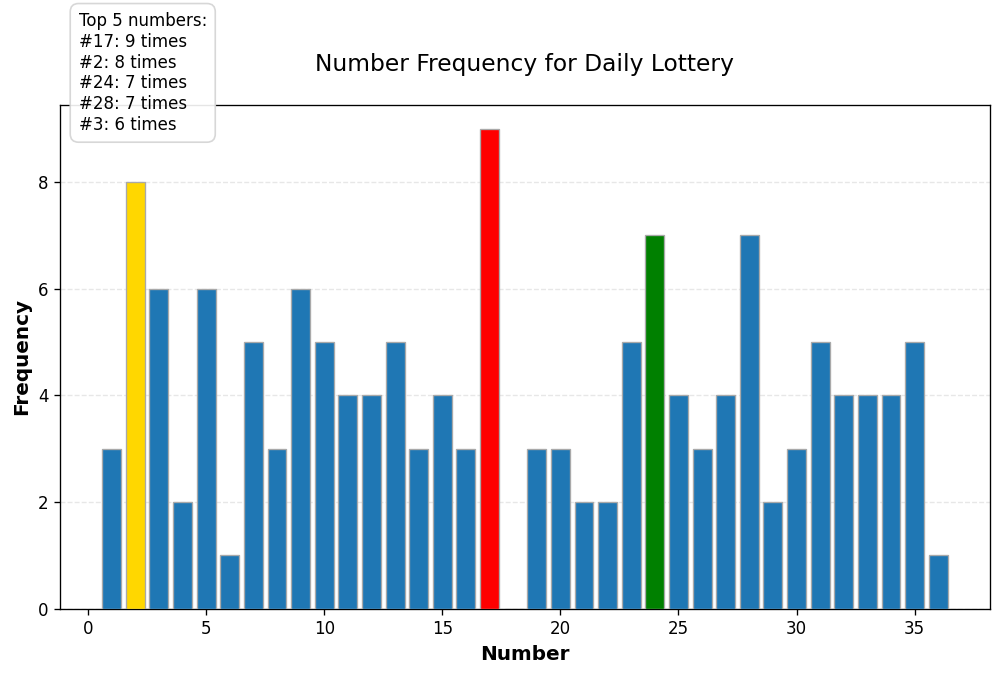 Top 5 numbers:
#17: 9 times
#2: 8 times
#24: 7 times
#28: 7 times
#3: 6 times
Number Frequency for Daily Lottery
Frequency
8
6
4
2
0
0 5 10 15 20 25 30 35
Number